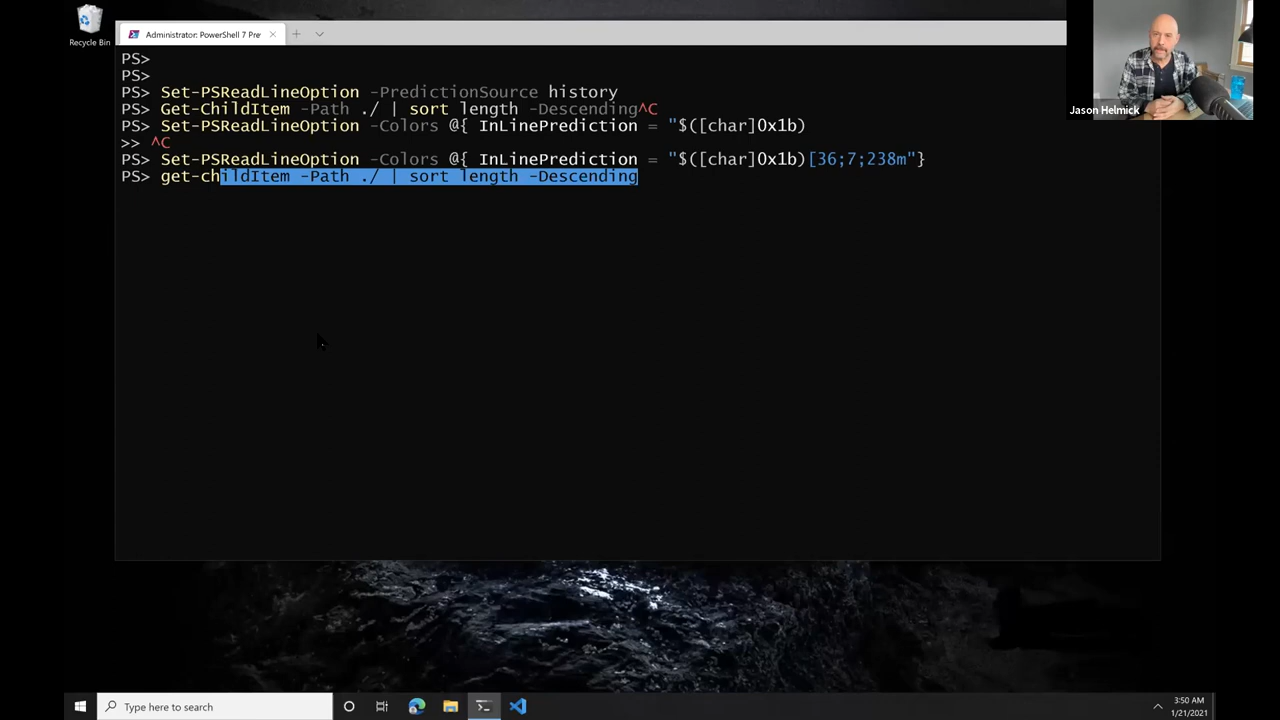 Recycle Bin
Administrator: PowerShell 7 Pre
Jason Helmick
PS>
PS>
PS> Set-PSReadLineOption -PredictionSource history
PS> Get-ChildItem -Path ./ | sort length -Descending^C
PS> Set-PSReadLineOption -Colors @{ InLinePrediction = "$([char]0x1b)
>> ^C
PS> Set-PSReadLineOption -Colors @{ InLinePrediction = "$([char]0x1b)[36;7;238m"}
PS> get-childItem -Path ./ | sort length -Descending
Type here to search
3:50 AM
1/21/2021